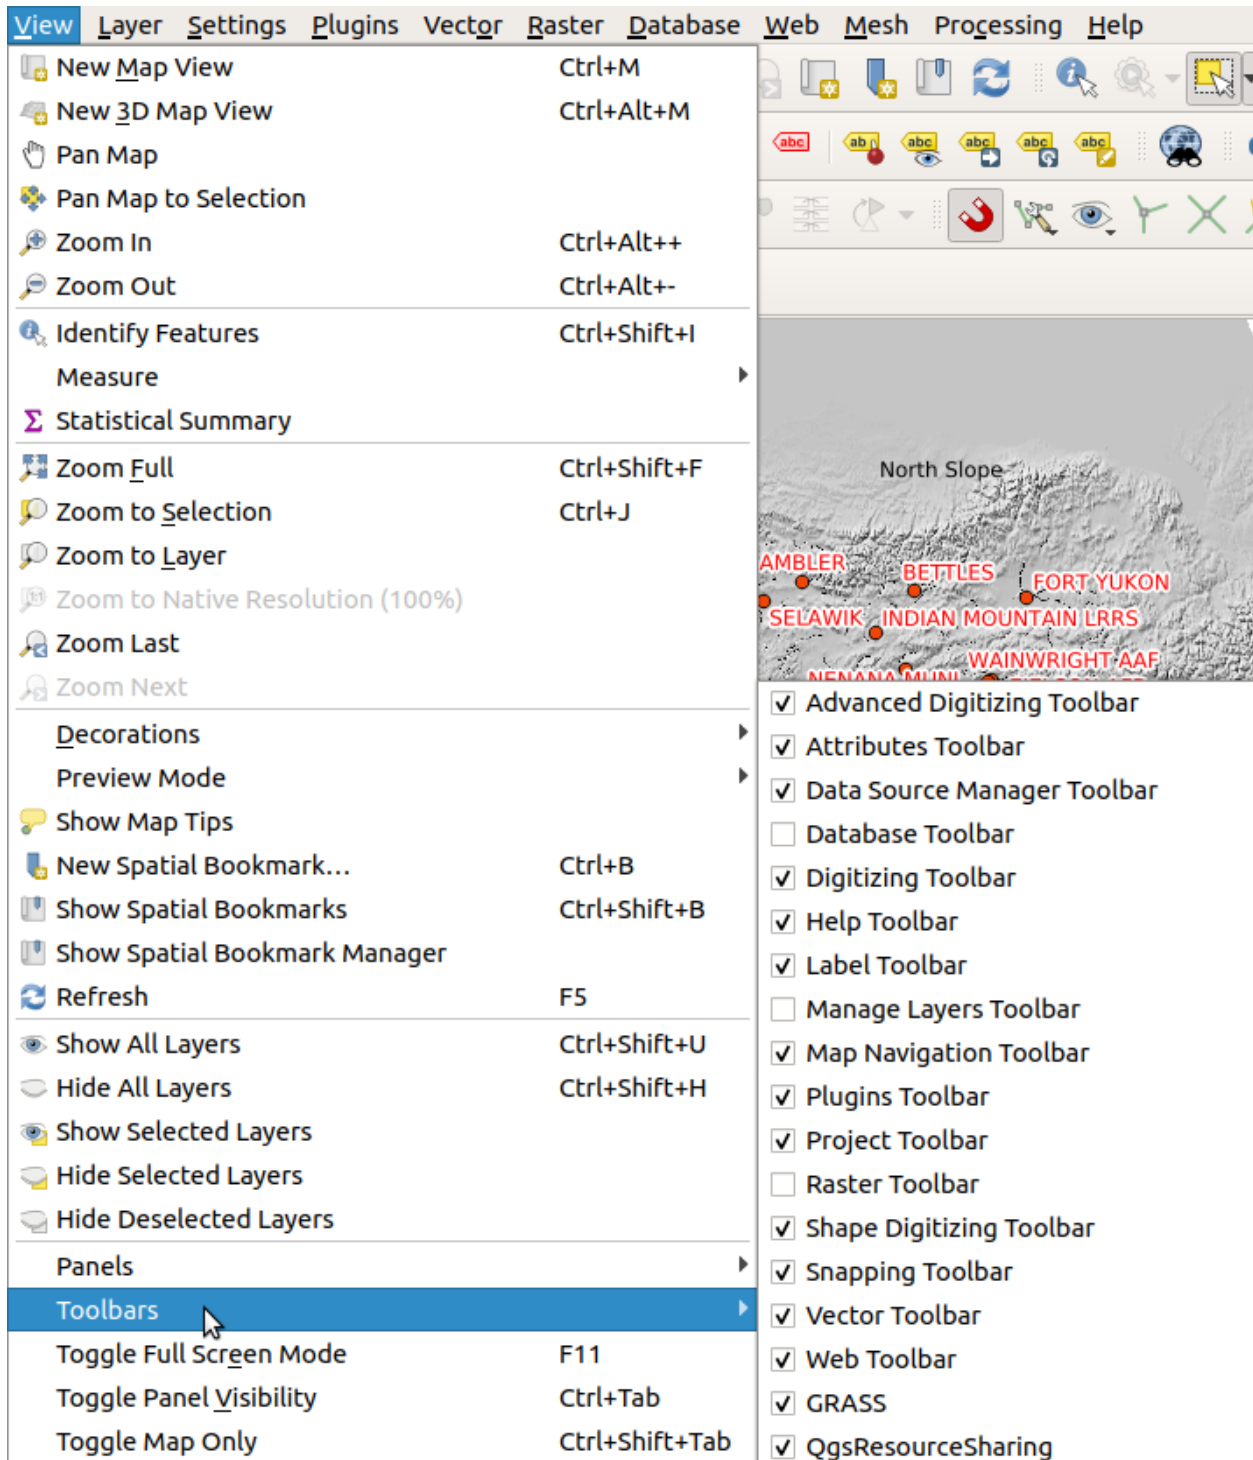 View Layer Settings Plugins Vector Raster Database Web Mesh Processing Help
New Map View Ctrl+M
New 3D Map View Ctrl+Alt+M
Pan Map
Pan Map to Selection
Zoom In Ctrl+Alt++
Zoom Out Ctrl+Alt+-
Identify Features Ctrl+Shift+I
Measure
Statistical Summary
Zoom Full Ctrl+Shift+F
Zoom to Selection Ctrl+J
Zoom to Layer
Zoom to Native Resolution (100%)
Zoom Last
Zoom Next
Decorations
Preview Mode
Show Map Tips
New Spatial Bookmark... Ctrl+B
Show Spatial Bookmarks Ctrl+Shift+B
Show Spatial Bookmark Manager
Refresh F5
Show All Layers Ctrl+Shift+U
Hide All Layers Ctrl+Shift+H
Show Selected Layers
Hide Selected Layers
Hide Deselected Layers
Panels
Toolbars
Toggle Full Screen Mode F11
Toggle Panel Visibility Ctrl+Tab
Toggle Map Only Ctrl+Shift+Tab
abc ab abc abc abc abc
North Slope
AMBLER
BETTLES
FORT YUKON
SELAWIK
INDIAN MOUNTAIN LRRS
WAINWRIGHT AAF
NENANA MUNI
Advanced Digitizing Toolbar
Attributes Toolbar
Data Source Manager Toolbar
Database Toolbar
Digitizing Toolbar
Help Toolbar
Label Toolbar
Manage Layers Toolbar
Map Navigation Toolbar
Plugins Toolbar
Project Toolbar
Raster Toolbar
Shape Digitizing Toolbar
Snapping Toolbar
Vector Toolbar
Web Toolbar
GRASS
QgsResourceSharing